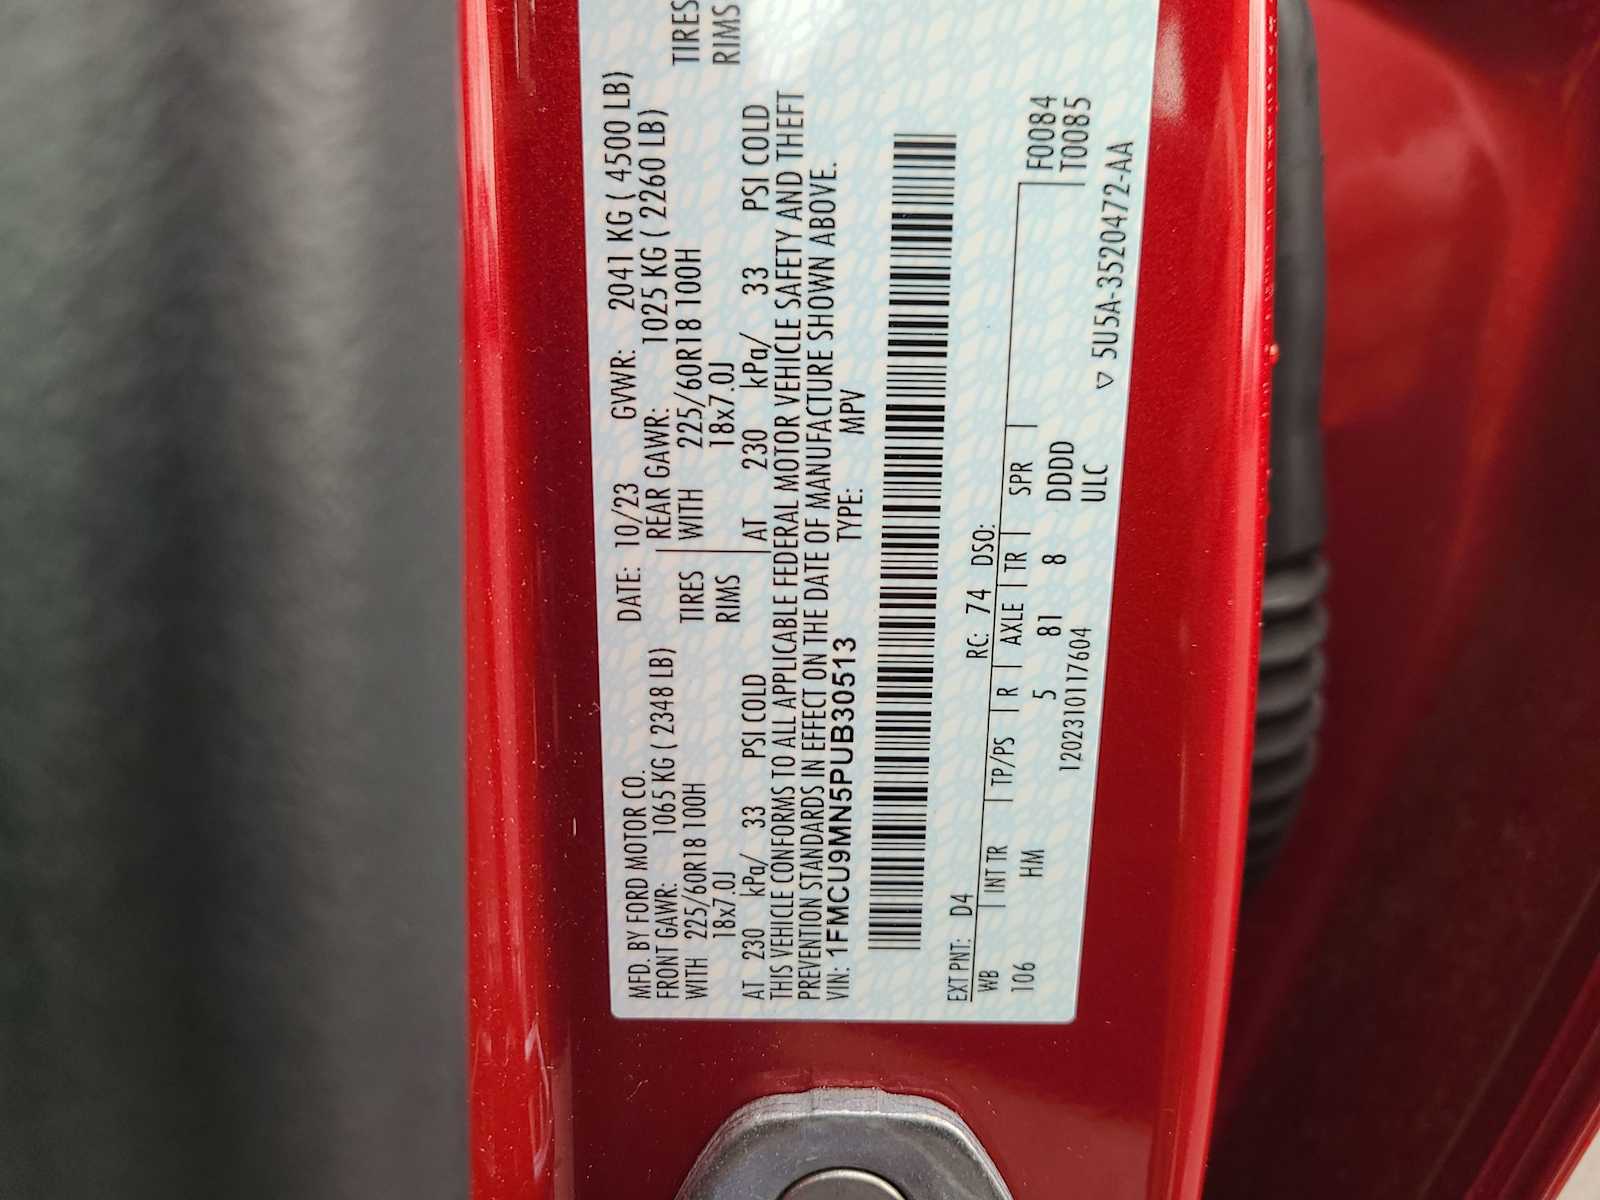 MFD. BY FORD MOTOR CO.
DATE: 10/23 GVWR: 2041 KG ( 4500 LB)
FRONT GAWR: 1065 KG ( 2348 LB) REAR GAWR: 1025 KG ( 2260 LB)
WITH 225/60R18 100H TIRES WITH 225/60R18 100H TIRES
18x7.0J RIMS 18x7.0J RIMS
AT 230 kPa/ 33 PSI COLD AT 230 kPa/ 33 PSI COLD
THIS VEHICLE CONFORMS TO ALL APPLICABLE FEDERAL MOTOR VEHICLE SAFETY AND THEFT
PREVENTION STANDARDS IN EFFECT ON THE DATE OF MANUFACTURE SHOWN ABOVE.
VIN: 1FMCU9MN5PUB30513 TYPE: MPV
EXT PNT: D4 RC: 74 DSO:
WB | INT TR | TP/PS | R | AXLE | TR | SPR | F0084
106 HM 5 81 8 DDDD T0085
1202310117604 ULC
▽ 5U5A-3520472-AA